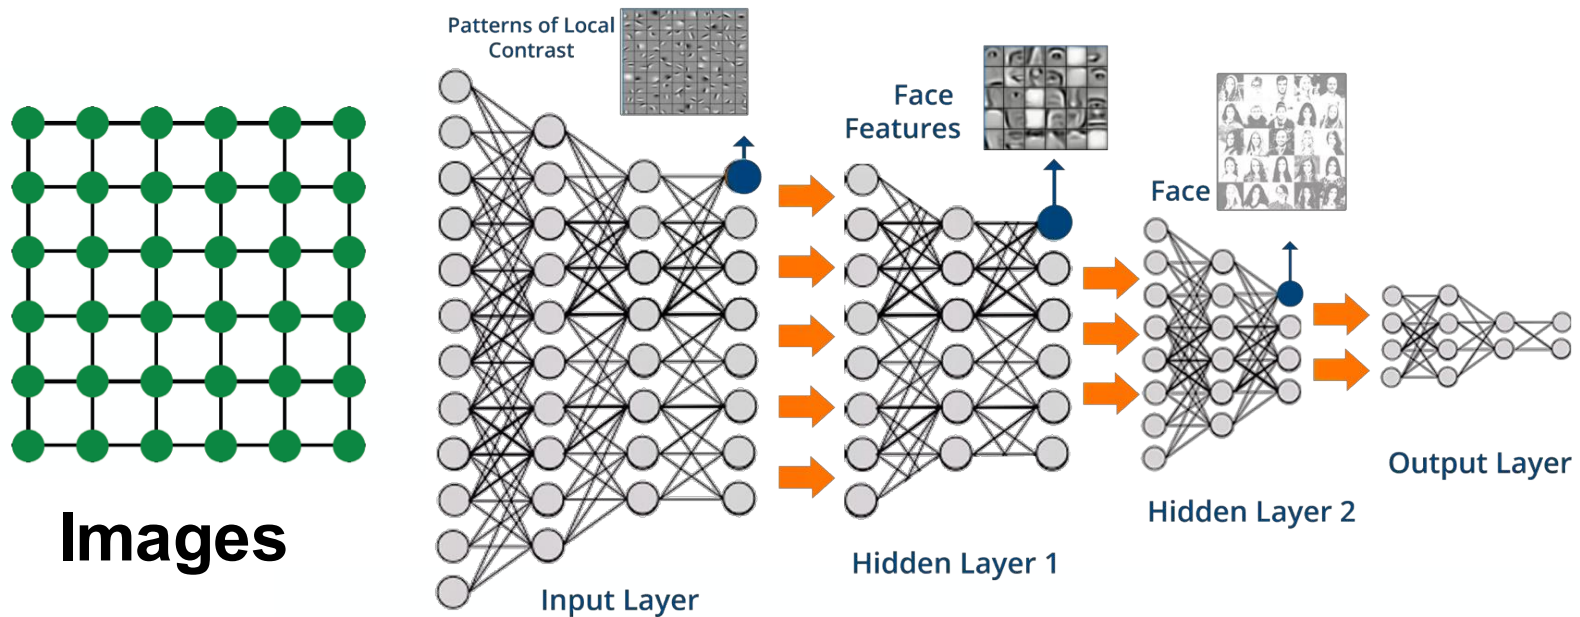 Patterns of Local
Contrast
Face
Features
Face
Images
Input Layer
Hidden Layer 1
Hidden Layer 2
Output Layer